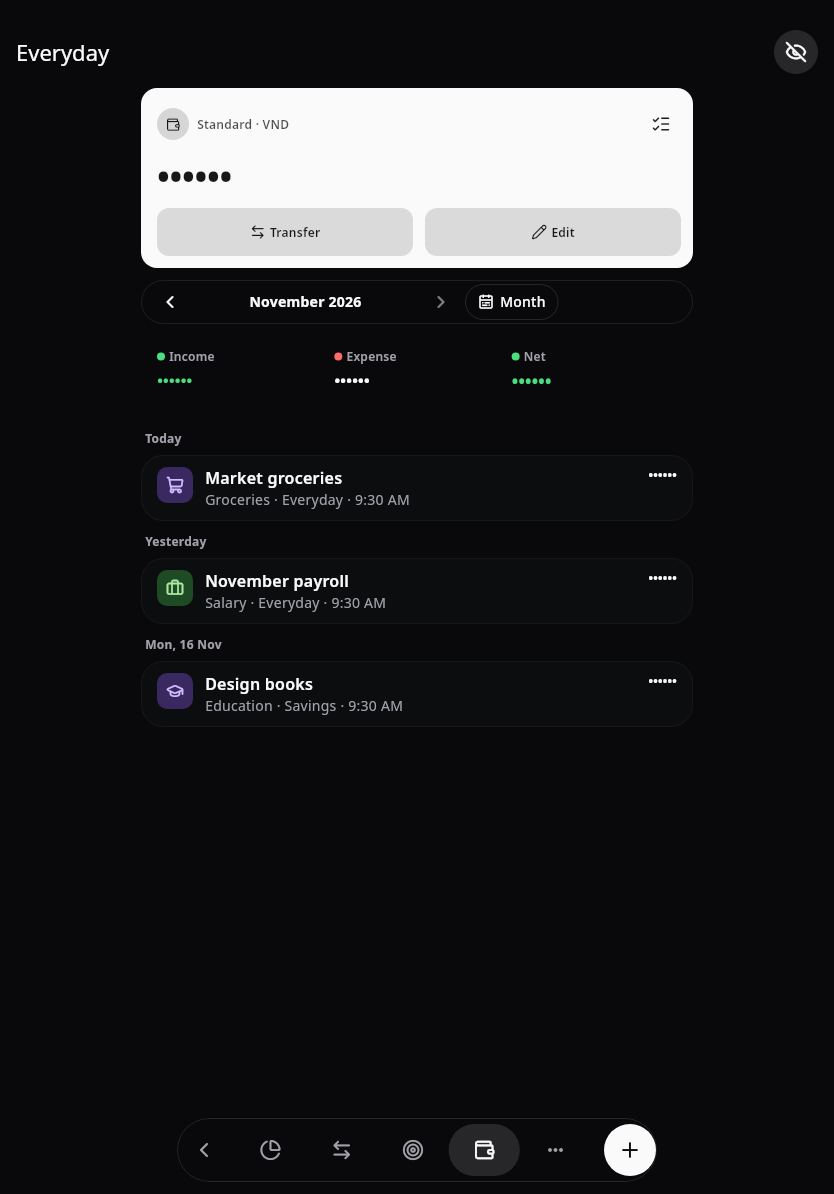 Everyday
Standard · VND
••••••
Transfer
Edit
November 2026
Month
Income
Expense
Net
••••••
••••••
••••••
Today
Market groceries
••••••
Groceries · Everyday · 9:30 AM
Yesterday
November payroll
••••••
Salary · Everyday · 9:30 AM
Mon, 16 Nov
Design books
••••••
Education · Savings · 9:30 AM